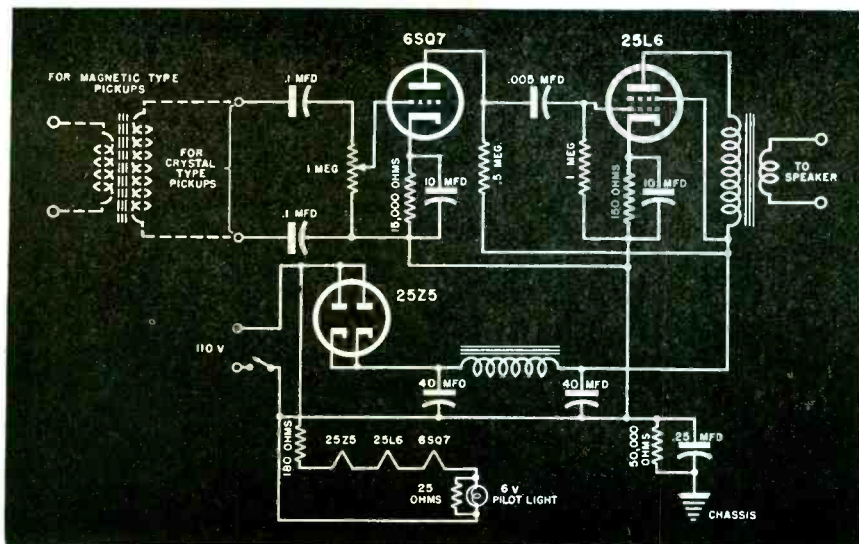 6SQ7
25L6
FOR MAGNETIC TYPE
PICKUPS
.1 MFD
.005 MFD
FOR
CRYSTAL
TYPE
PICKUPS
1 MEG
15,000 OHMS
10 MFD
.5 MEG.
1 MEG
150 OHMS
10 MFD
TO
SPEAKER
.1 MFD
25Z5
110 V
40 MFD
40 MFD
180 OHMS
25Z5
25L6
6SQ7
50,000
OHMS
.25 MFD
25
OHMS
6 V
PILOT LIGHT
CHASSIS